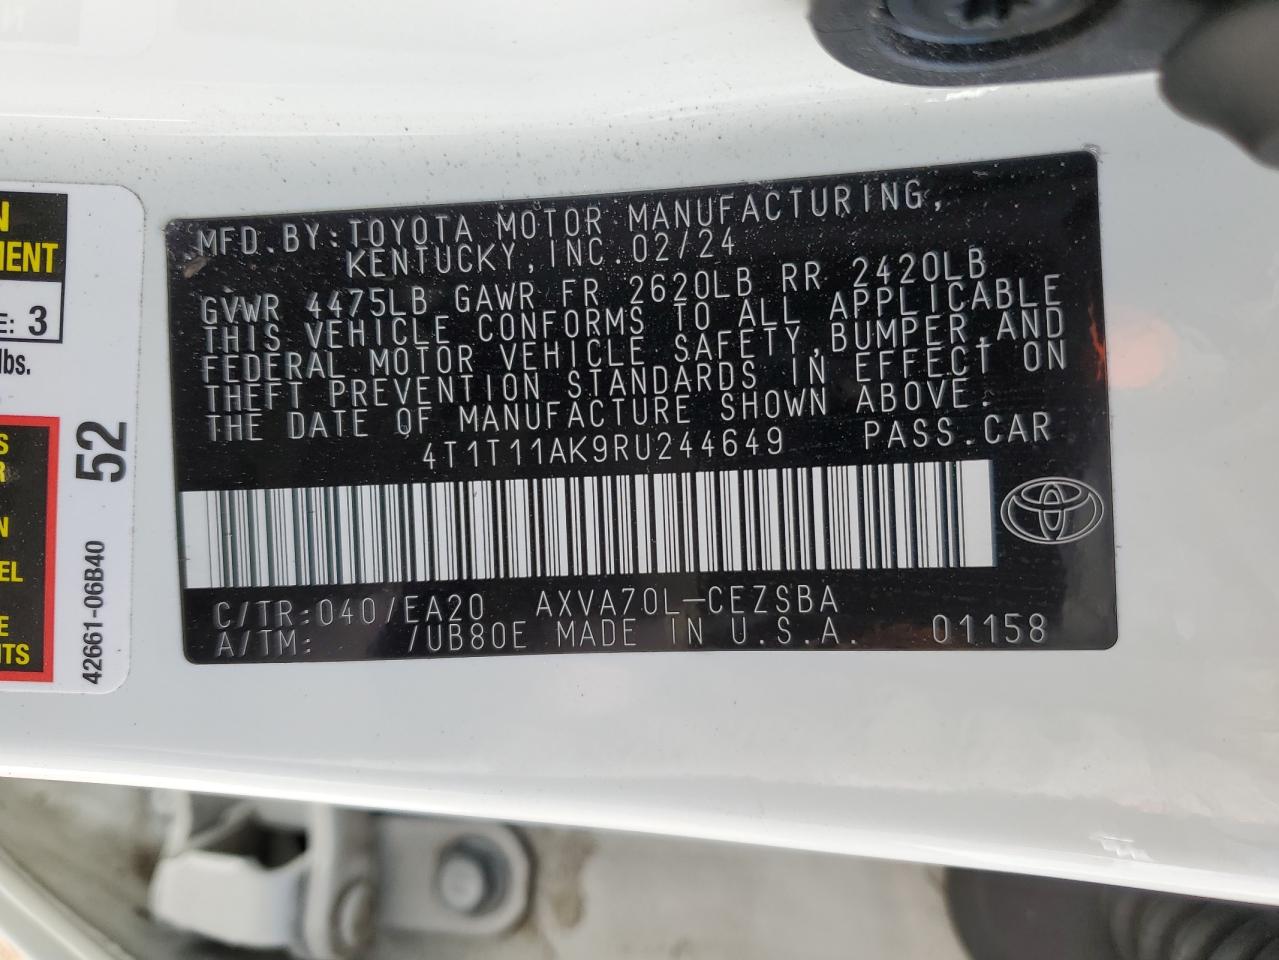 N
MENT
E: 3
lbs.
S
R
N
EL
E
NTS
52
42661-06B40
MFD.BY:TOYOTA MOTOR MANUFACTURING,
KENTUCKY,INC.02/24
GVWR 4475LB GAWR FR 2620LB RR 2420LB
THIS VEHICLE CONFORMS TO ALL APPLICABLE
FEDERAL MOTOR VEHICLE SAFETY,BUMPER,AND
THEFT PREVENTION STANDARDS IN EFFECT ON
THE DATE OF MANUFACTURE SHOWN ABOVE.
4T1T11AK9RU244649 PASS.CAR
C/TR:040/EA20 AXVA70L-CEZSBA
A/TM: /UB80E MADE IN U.S.A. 01158